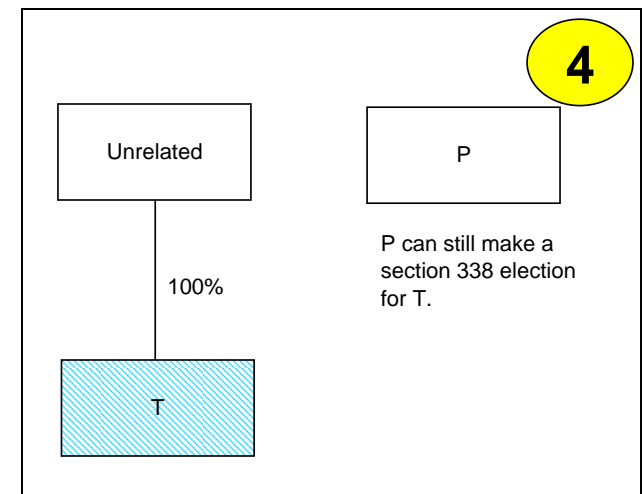 4
Unrelated
P
P can still make a
section 338 election
for T.
100%
T